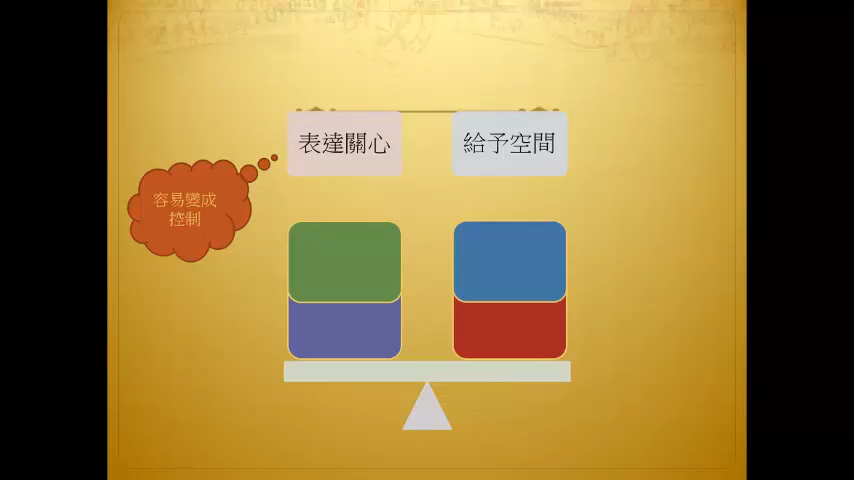 表達關心
給予空間
容易變成
控制